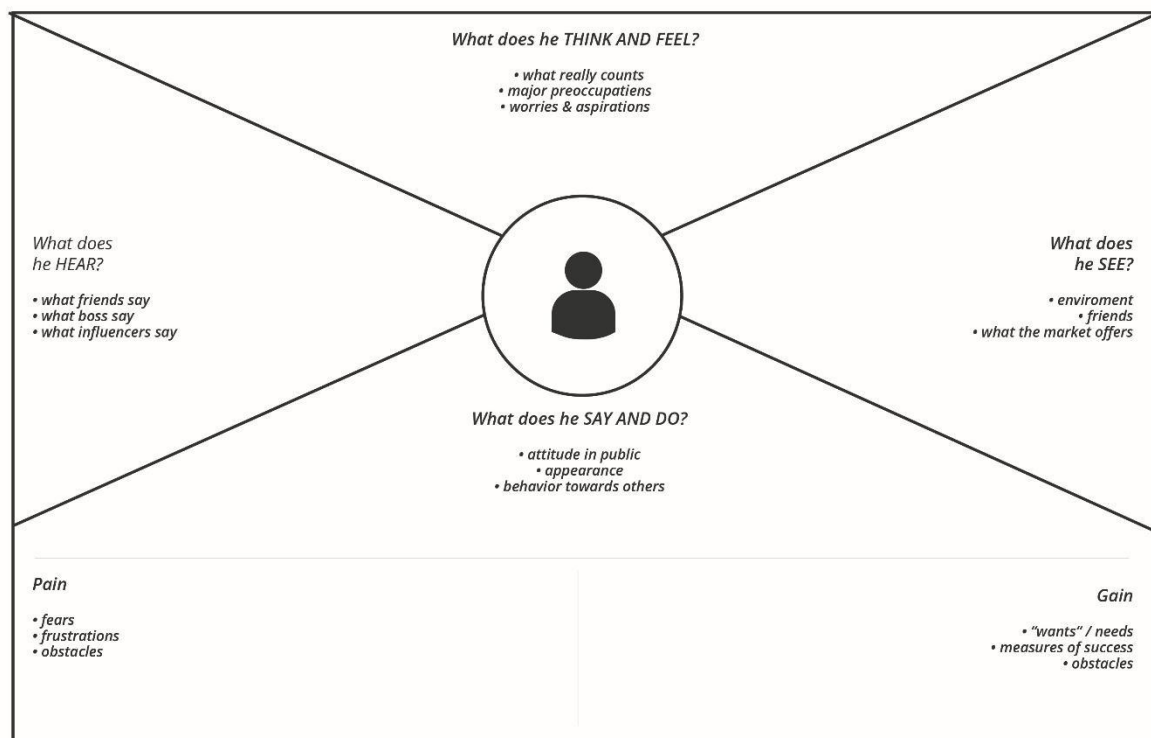 What does he THINK AND FEEL?
• what really counts
• major preoccupatiens
• worries & aspirations
What does
he HEAR?
• what friends say
• what boss say
• what influencers say
What does
he SEE?
• enviroment
• friends
• what the market offers
What does he SAY AND DO?
• attitude in public
• appearance
• behavior towards others
Pain
• fears
• frustrations
• obstacles
Gain
• “wants” / needs
• measures of success
• obstacles